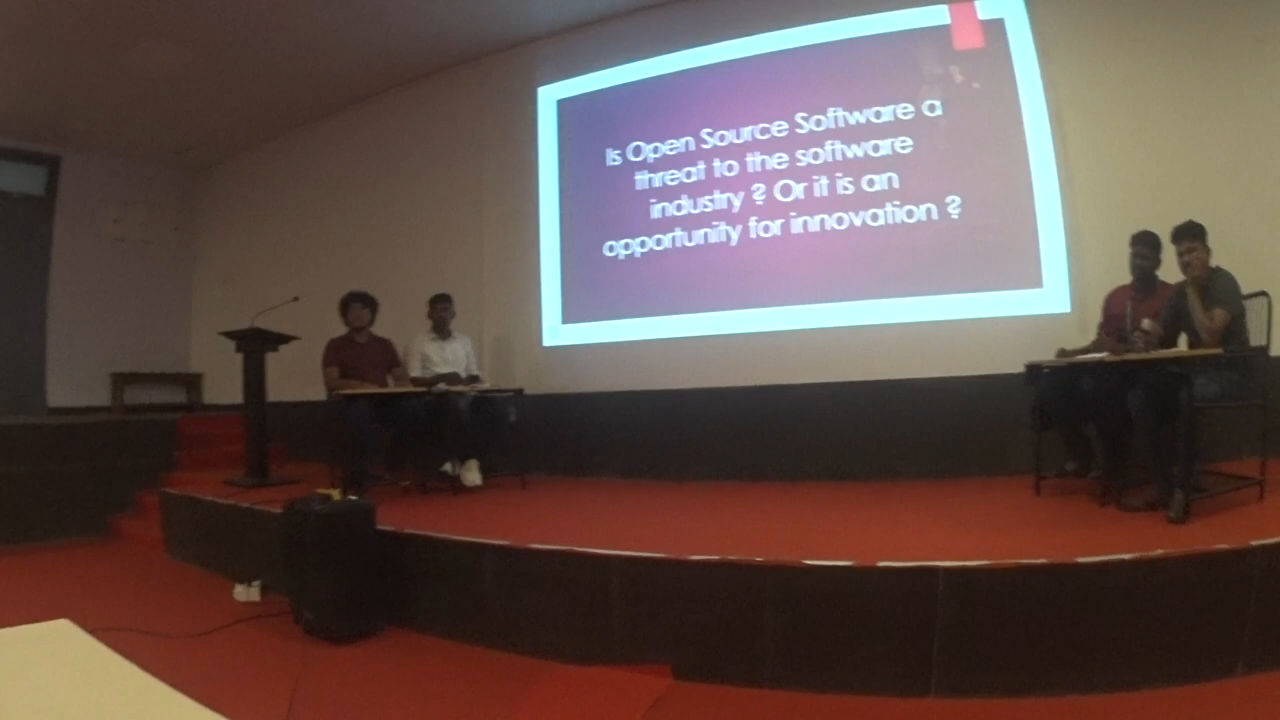 Is Open Source Software a
threat to the software
industry ? Or it is an
opportunity for innovation ?